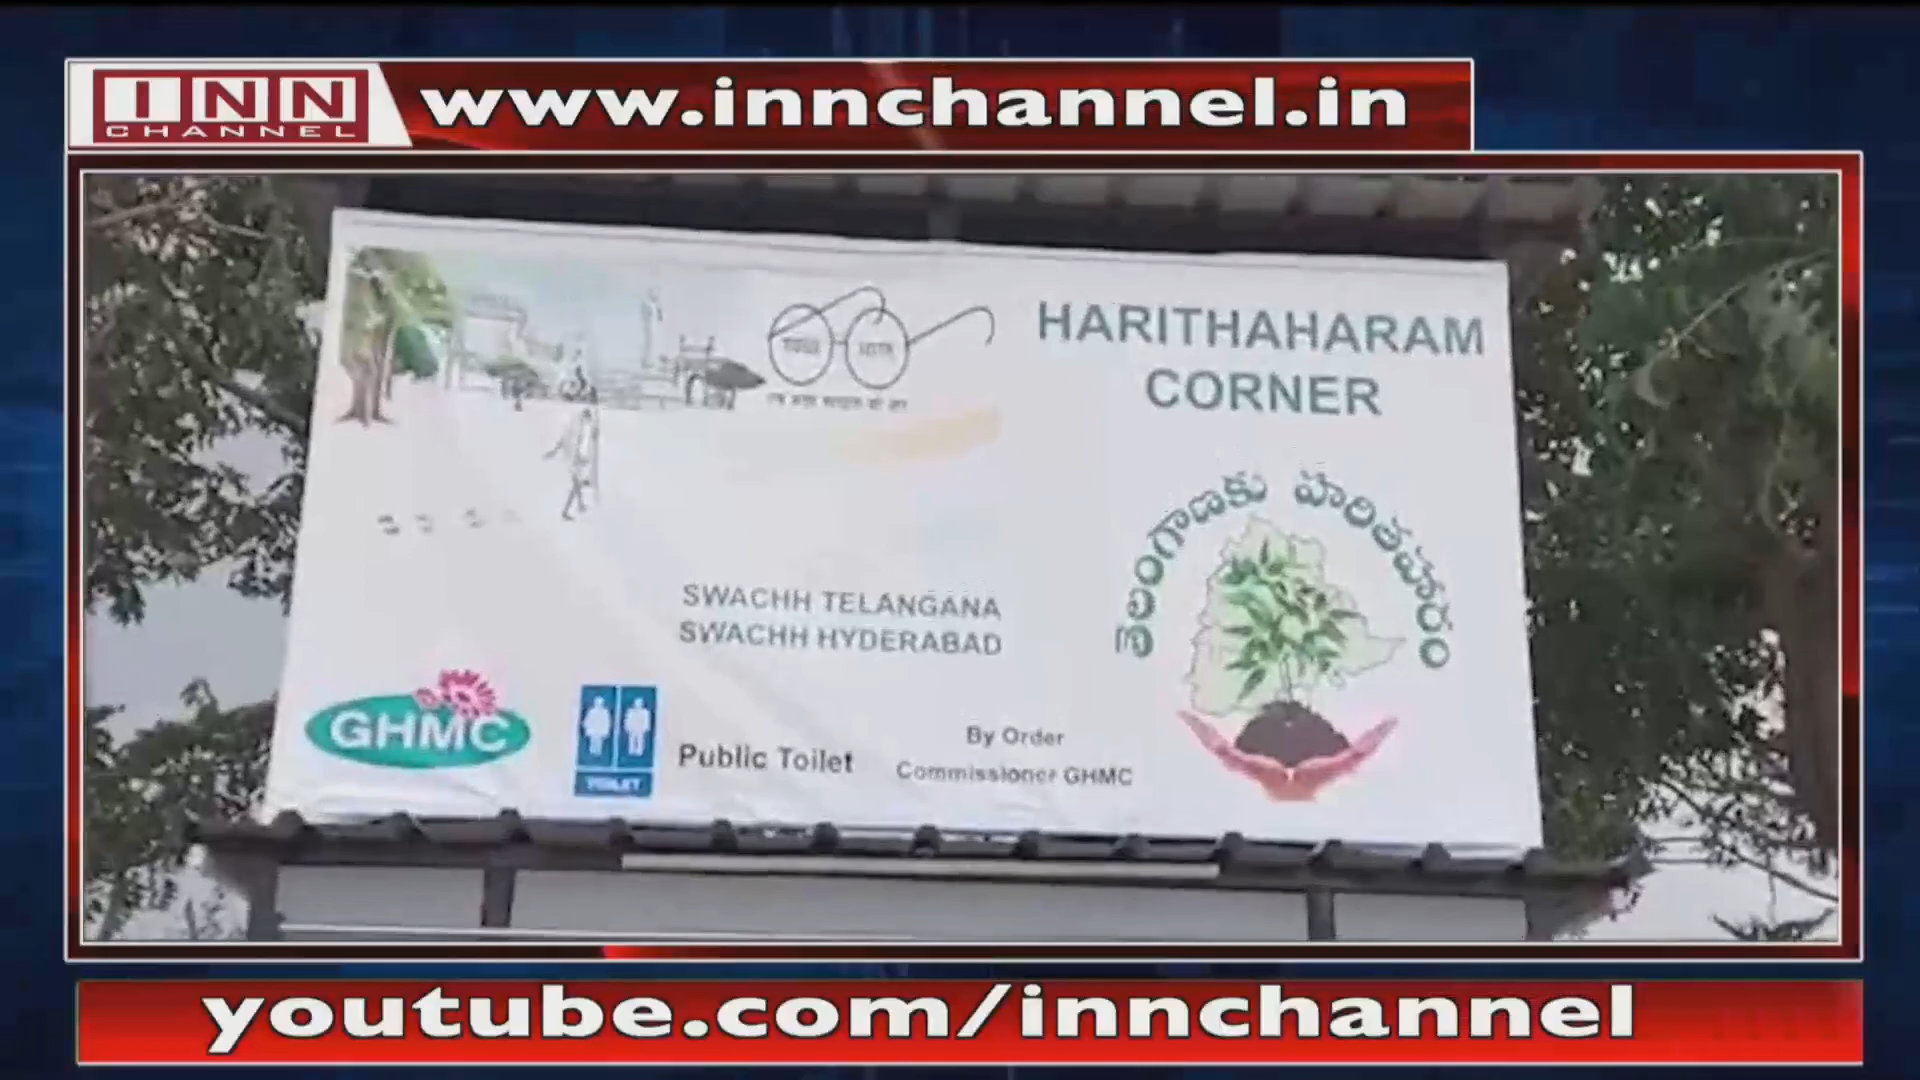 INN
CHANNEL
www.innchannel.in
HARITHAHARAM
CORNER
తెలంగాణకు హరితహారం
SWACHH TELANGANA
SWACHH HYDERABAD
GHMC
TOILET
Public Toilet
By Order
Commissioner GHMC
youtube.com/innchannel